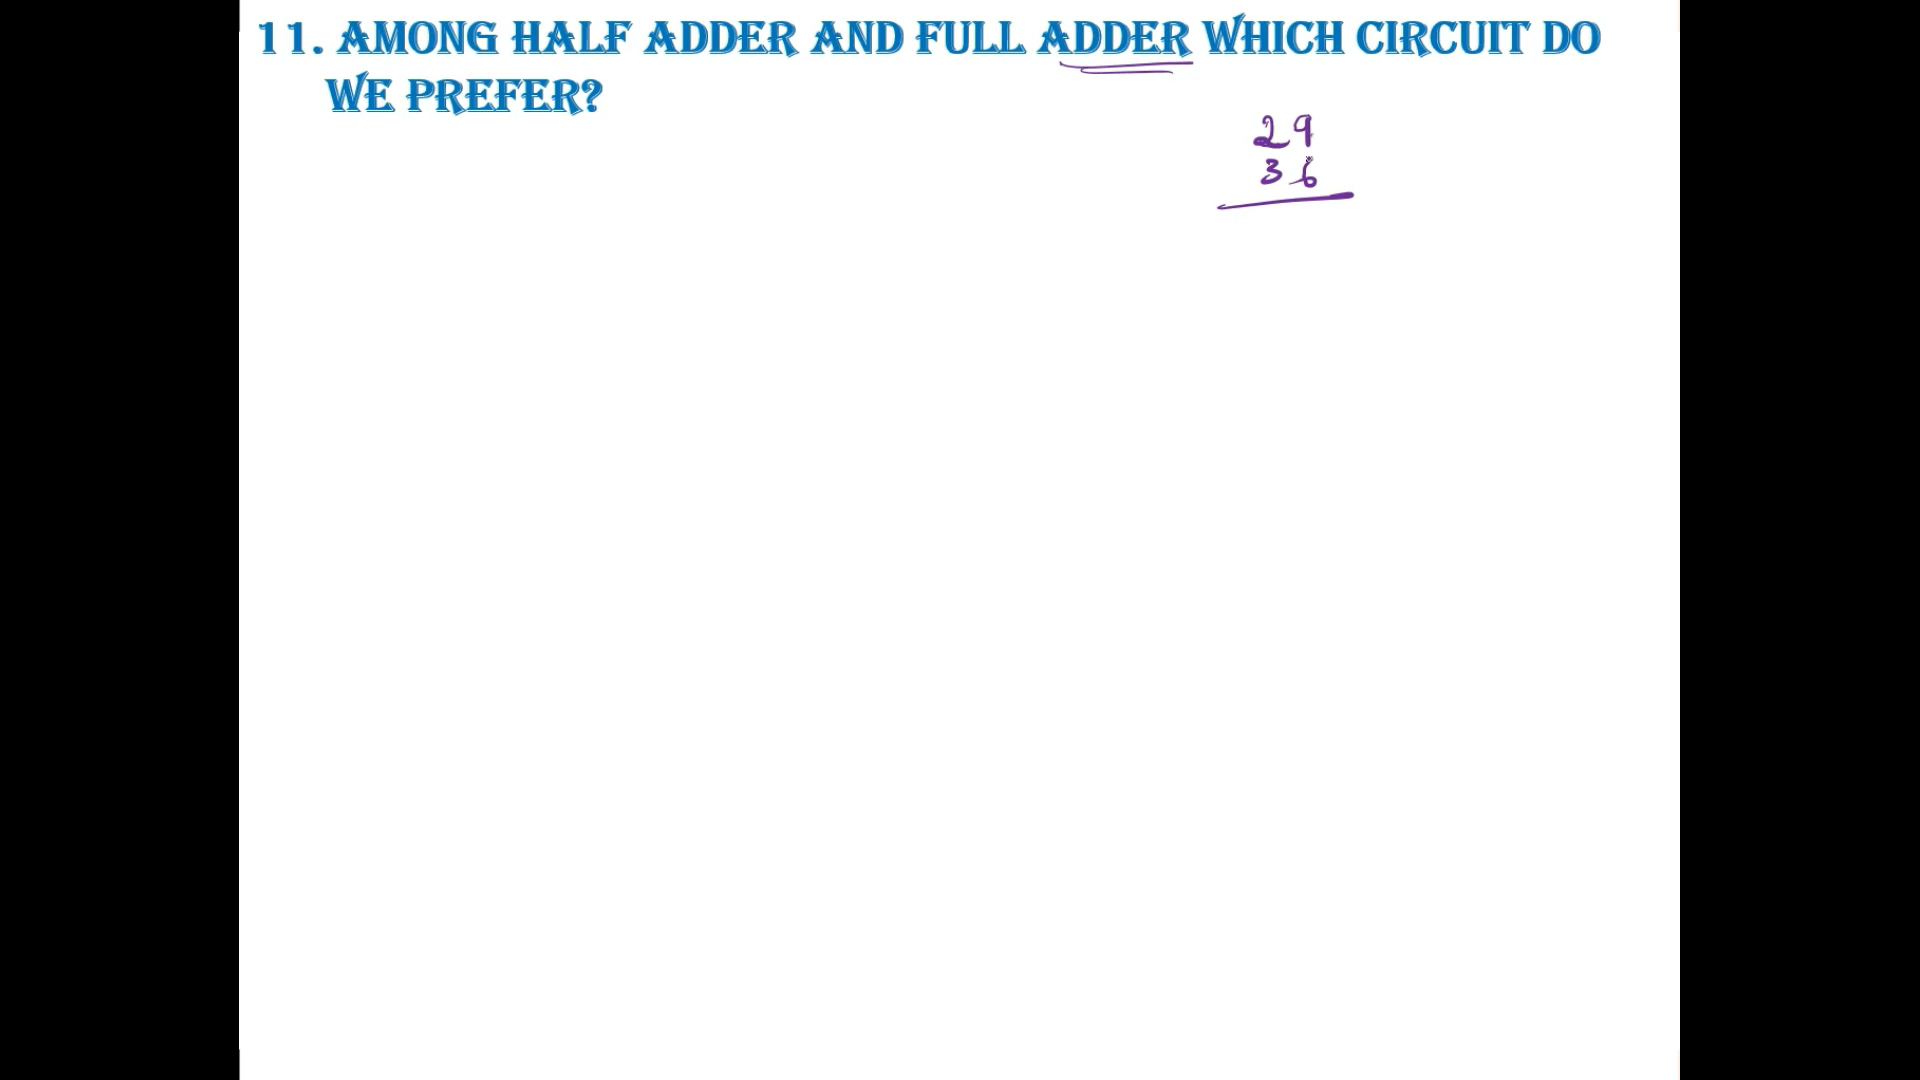 11. AMONG HALF ADDER AND FULL ADDER WHICH CIRCUIT DO
WE PREFER?
29
36